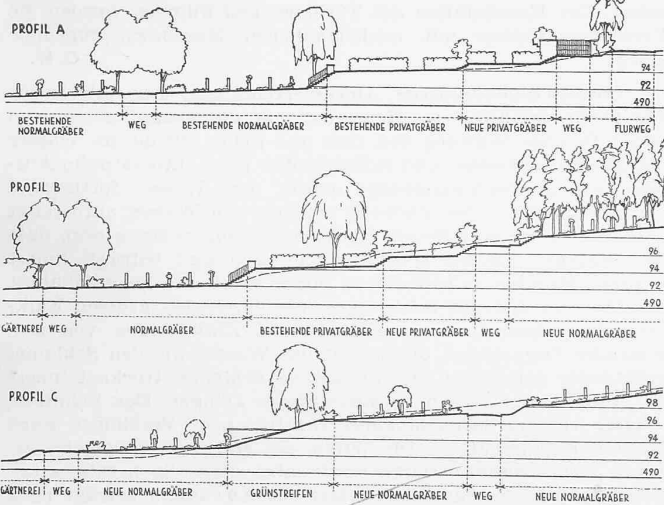 PROFIL A
94
92
490
BESTEHENDE NORMALGRÄBER WEG BESTEHENDE NORMALGRÄBER BESTEHENDE PRIVATGRÄBER NEUE PRIVATGRÄBER WEG FLURWEG
PROFIL B
96
94
92
490
GÄRTNEREI WEG NORMALGRÄBER BESTEHENDE PRIVATGRÄBER NEUE PRIVATGRÄBER WEG NEUE NORMALGRÄBER
PROFIL C
98
96
94
92
490
GÄRTNEREI WEG NEUE NORMALGRÄBER GRÜNSTREIFEN NEUE NORMALGRÄBER WEG NEUE NORMALGRÄBER